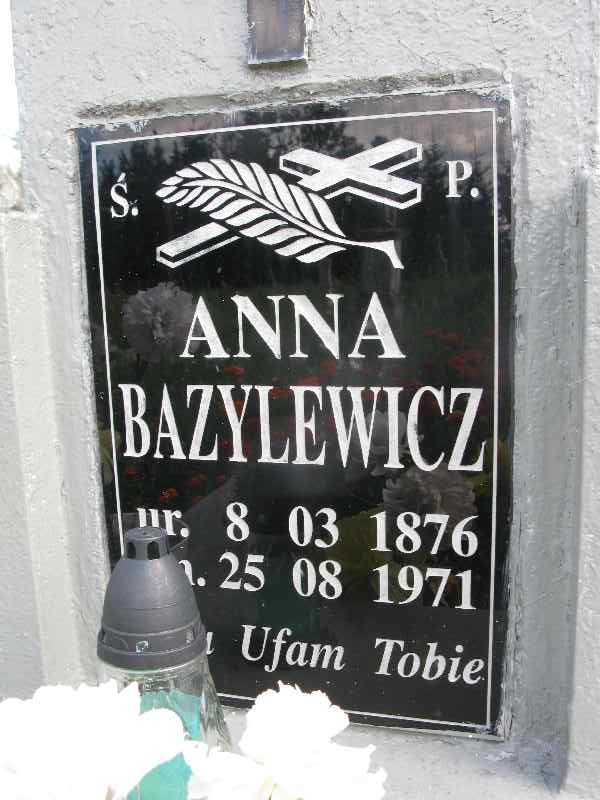 Ś. P.
ANNA
BAZYLEWICZ
ur. 8 03 1876
25 08 1971
Ufam Tobie